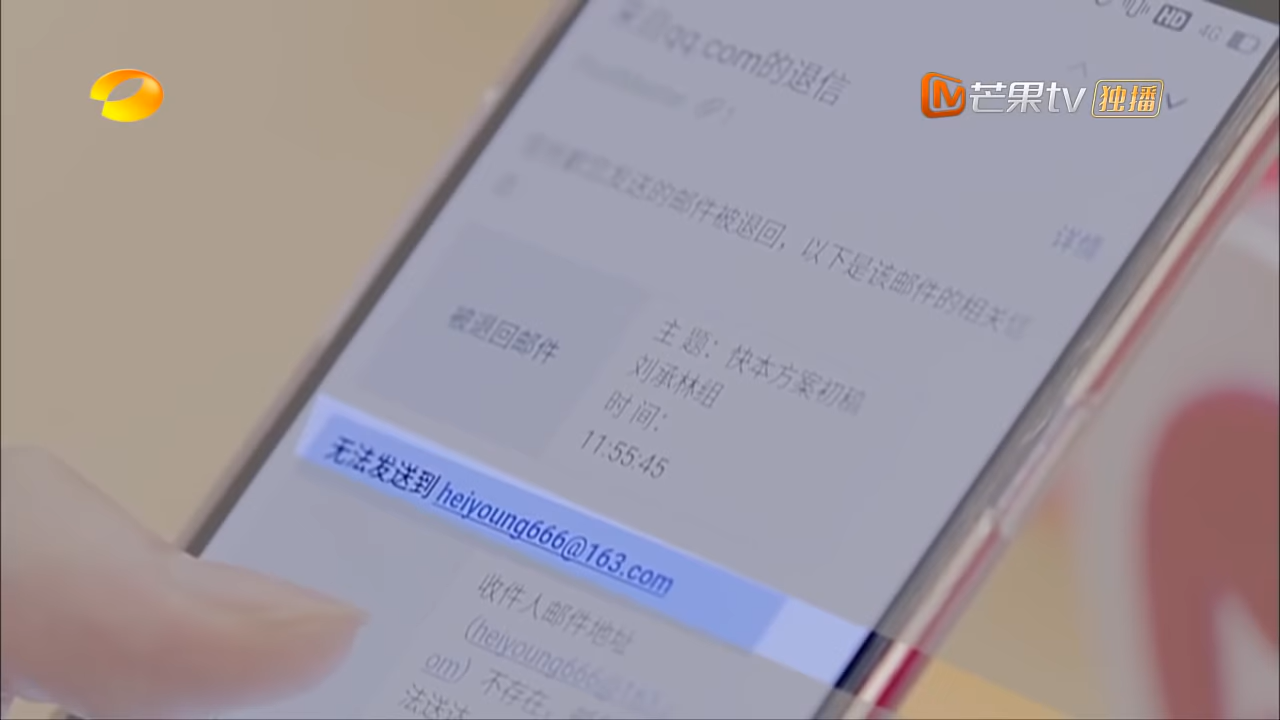 HD 4G
来自qq.com的退信
芒果tv 独播
发送的邮件被退回，以下是该邮件的相关信
详情
被退回邮件
主 题：快本方案初稿
刘承林组
时 间：
11:55:45
无法发送到 heiyoung666@163.com
收件人邮件地址
(heiyoung666@163.
om）不存在，
法送达